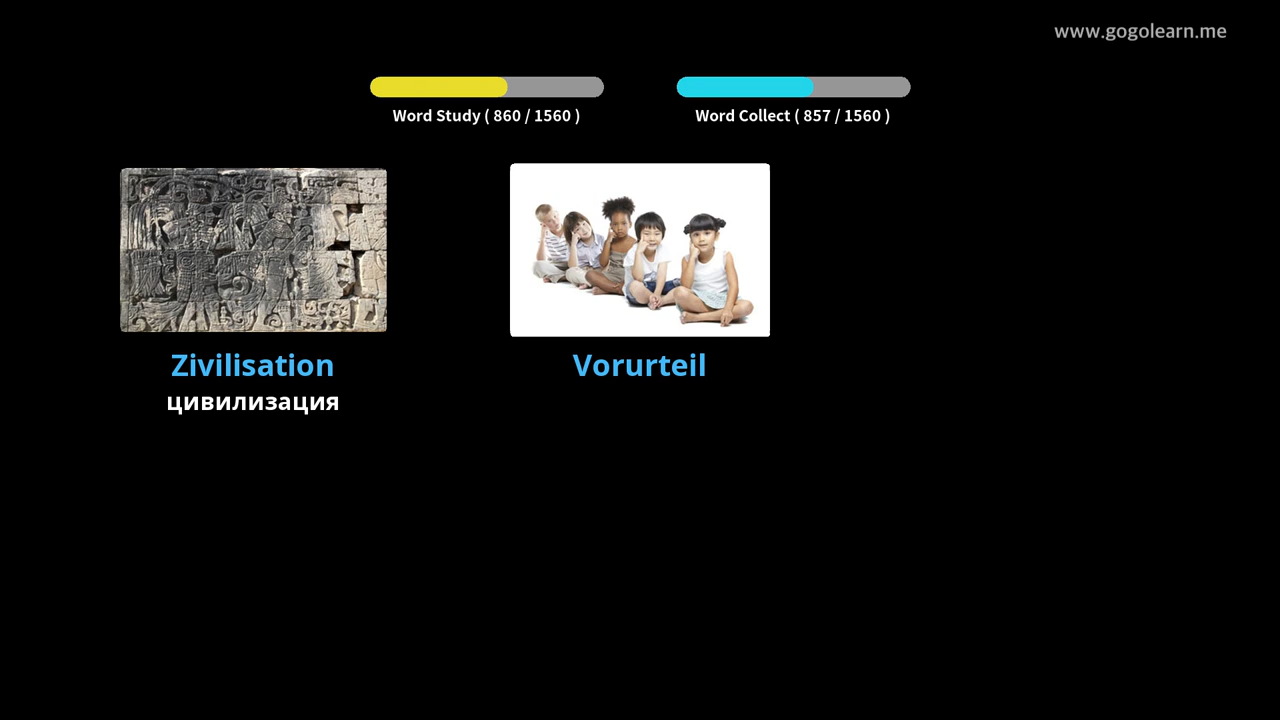 www.gogolearn.me
Word Study ( 860 / 1560 )
Word Collect ( 857 / 1560 )
Zivilisation
цивилизация
Vorurteil